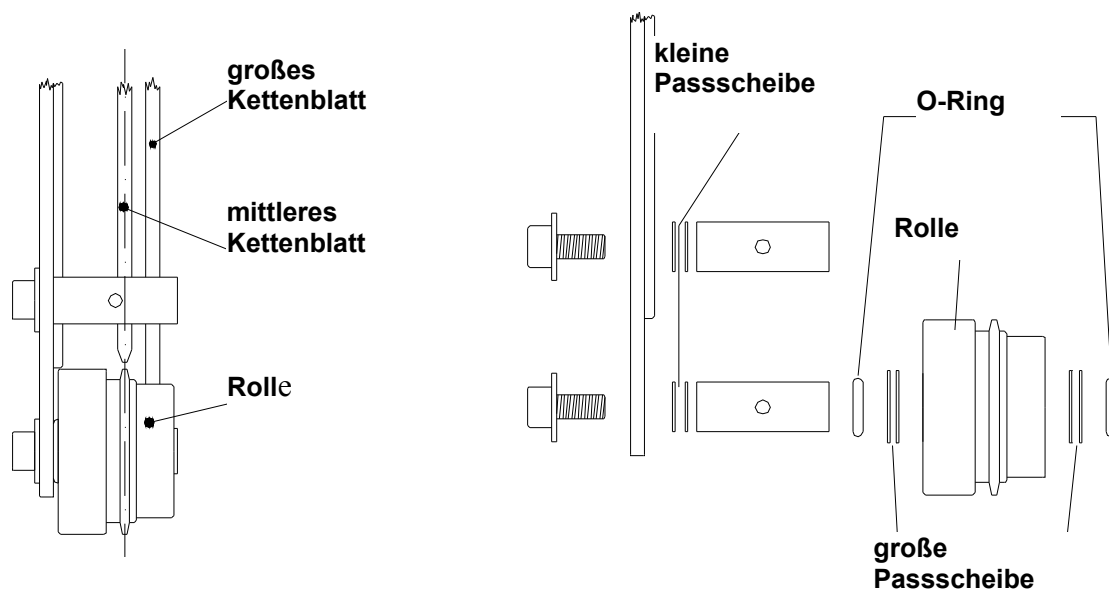 großes
Kettenblatt
mittleres
Kettenblatt
Rolle
kleine
Passscheibe
O-Ring
Rolle
große
Passscheibe